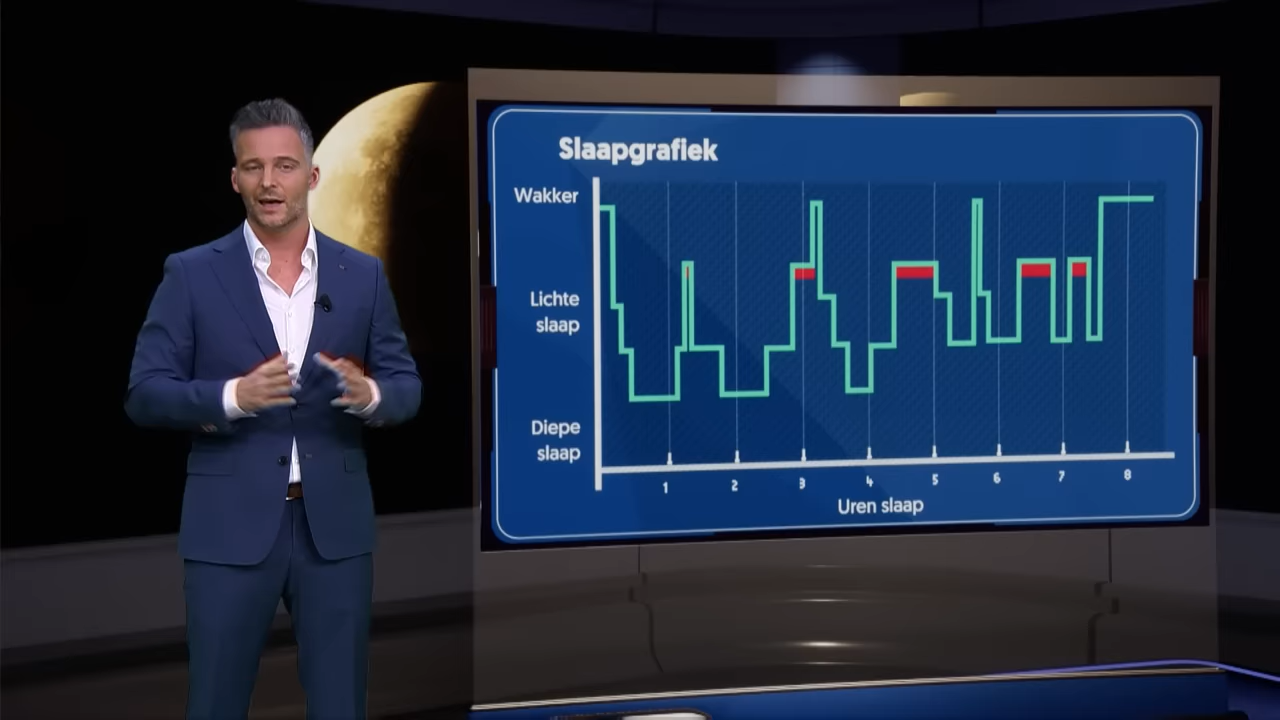 Slaapgrafiek
Wakker
Lichte
slaap
Diepe
slaap
1 2 3 4 5 6 7 8
Uren slaap